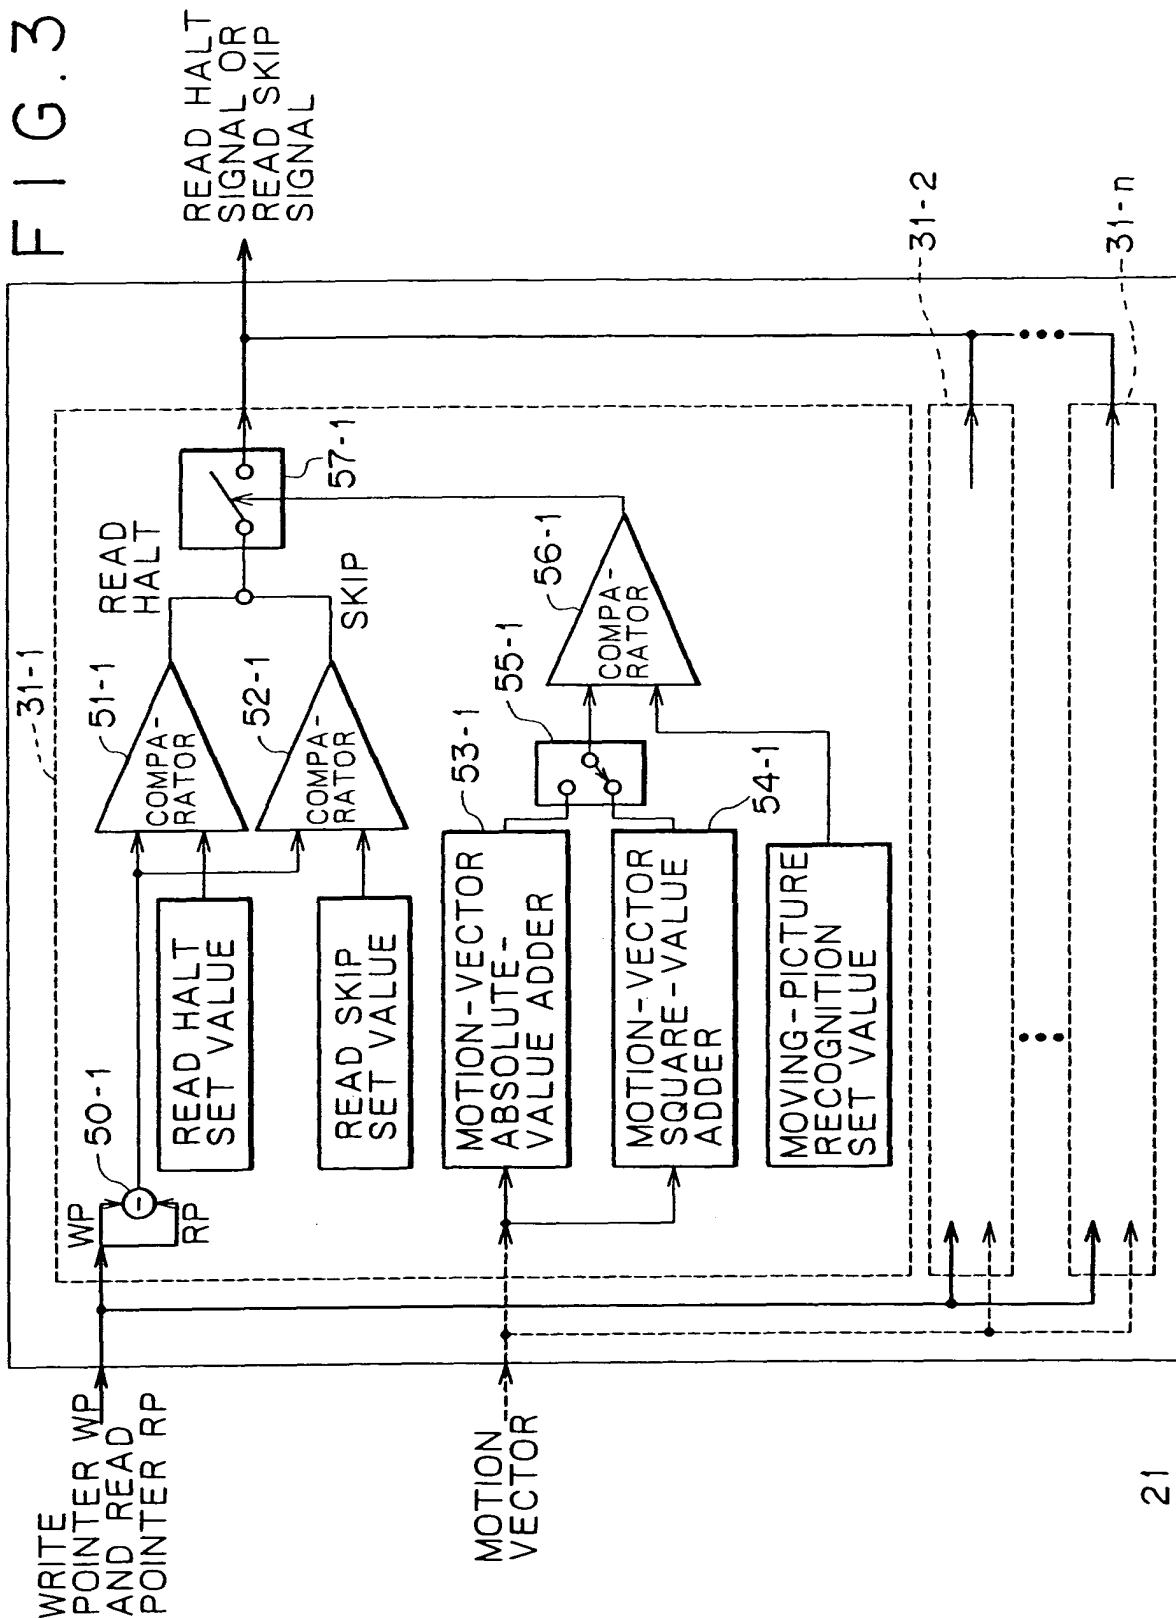 FIG.3
WRITE
POINTER WP
AND READ
POINTER RP
WP
RP
50-1
READ HALT
SET VALUE
READ SKIP
SET VALUE
31-1
51-1
COMPA-
RATOR
52-1
COMPA-
RATOR
READ
HALT
SKIP
57-1
READ HALT
SIGNAL OR
READ SKIP
SIGNAL
MOTION
VECTOR
MOTION-VECTOR
ABSOLUTE-
VALUE ADDER
53-1
MOTION-VECTOR
SQUARE-VALUE
ADDER
54-1
55-1
COMPA-
RATOR
56-1
MOVING-PICTURE
RECOGNITION
SET VALUE
31-2
31-n
21